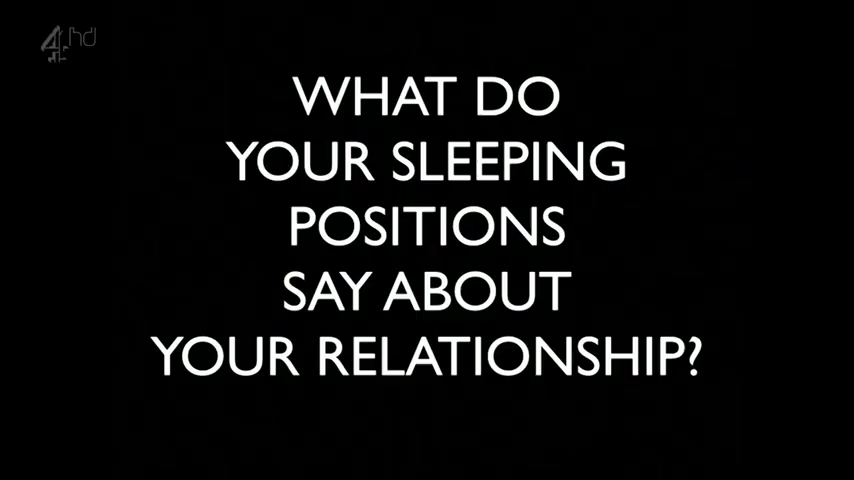 4hd
WHAT DO
YOUR SLEEPING
POSITIONS
SAY ABOUT
YOUR RELATIONSHIP?